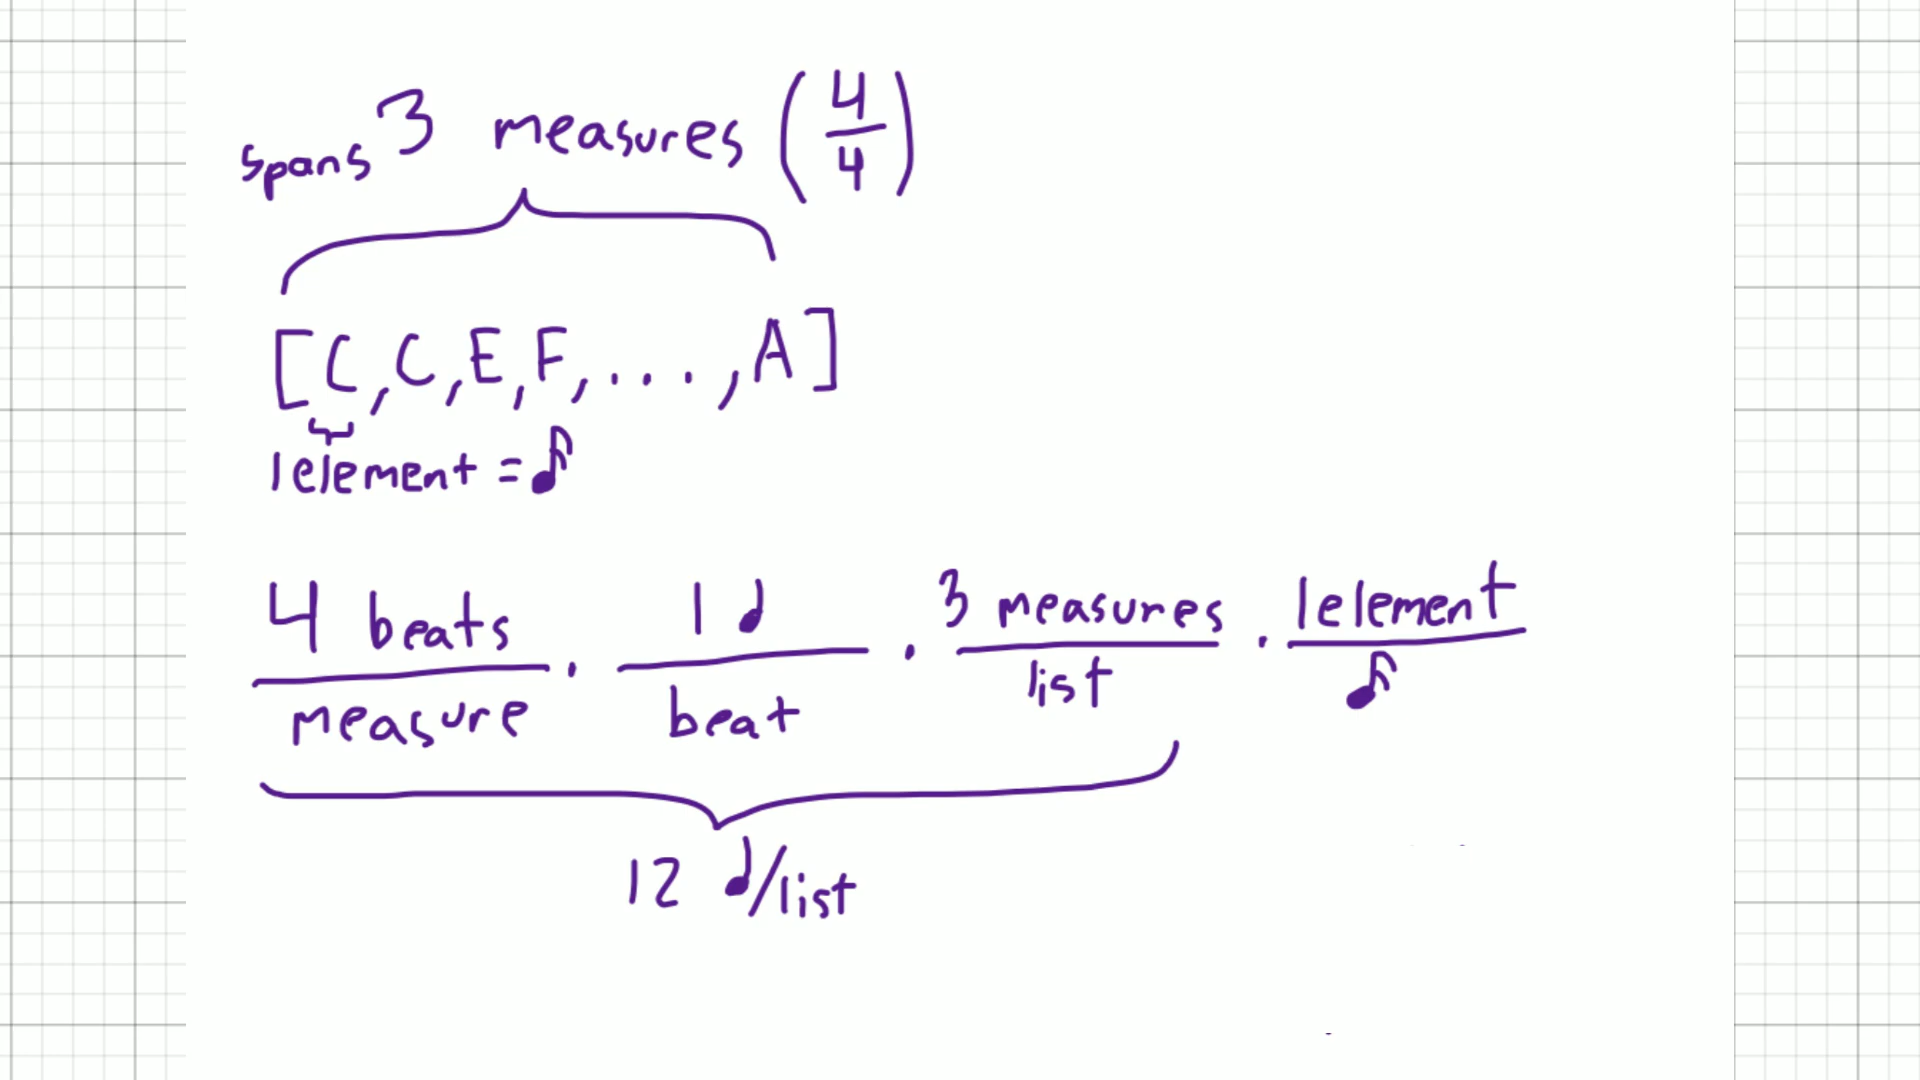 spans 3 measures (4/4)
[C, C, E, F, . . . , A]
1 element = ♪
4 beats/measure · 1 ♩/beat · 3 measures/list · 1 element/♪
12 ♩/list